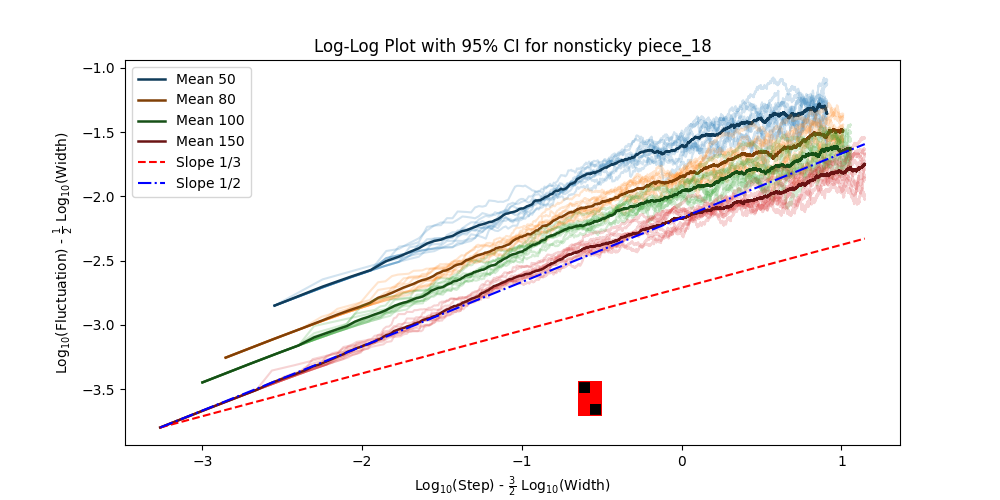 Log-Log Plot with 95% CI for nonsticky piece_18
Log₁₀(Fluctuation) - ½ Log₁₀(Width)
−1.0
−1.5
−2.0
−2.5
−3.0
−3.5
Mean 50
Mean 80
Mean 100
Mean 150
Slope 1/3
Slope 1/2
−3 −2 −1 0 1
Log₁₀(Step) - 3/2 Log₁₀(Width)